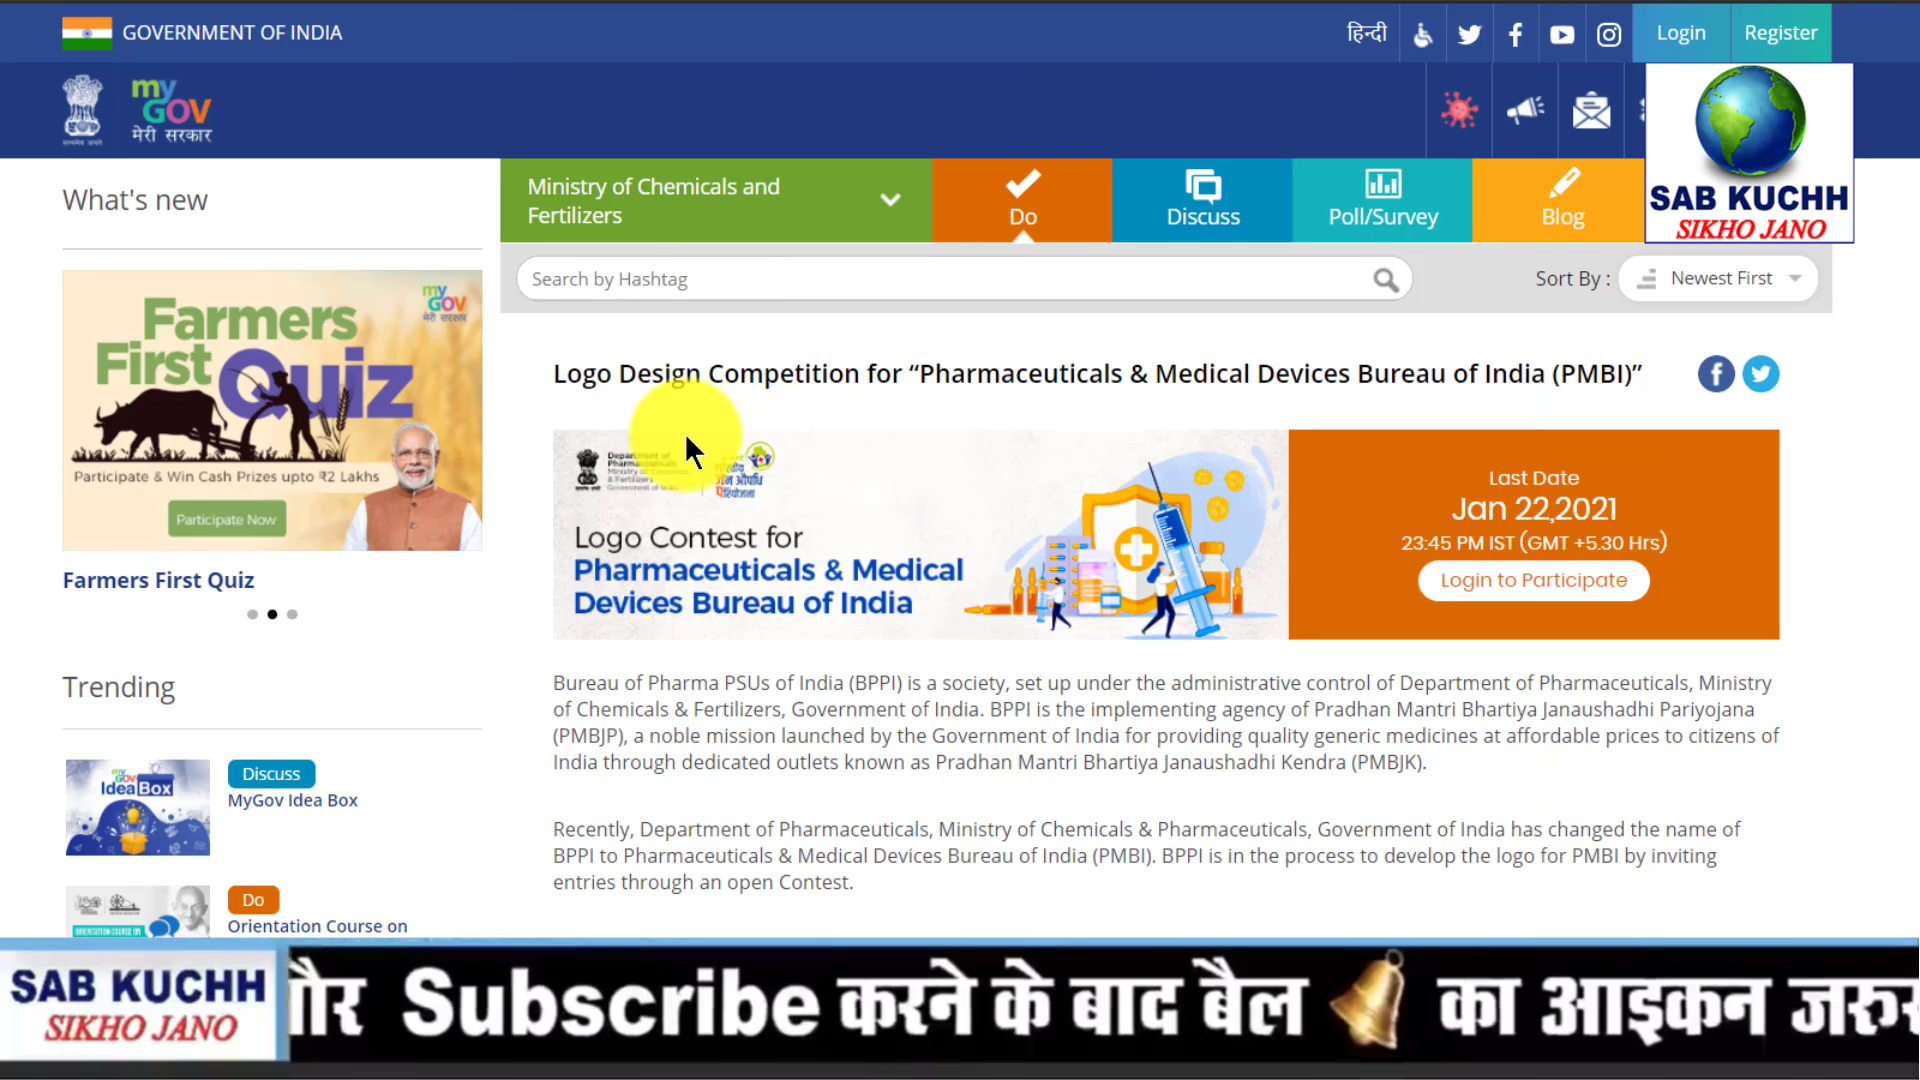 GOVERNMENT OF INDIA
हिन्दी
Login
Register
my
GOV
मेरी सरकार
SAB KUCHH
SIKHO JANO
What's new
Ministry of Chemicals and
Fertilizers
Do
Discuss
Poll/Survey
Blog
Search by Hashtag
Sort By :
Newest First
my
GOV
मेरी सरकार
Farmers
First Quiz
Participate & Win Cash Prizes upto ₹2 Lakhs
Participate Now
Farmers First Quiz
Logo Design Competition for “Pharmaceuticals & Medical Devices Bureau of India (PMBI)”
Department of
Pharmaceuticals
Logo Contest for
Pharmaceuticals & Medical
Devices Bureau of India
Last Date
Jan 22,2021
23:45 PM IST (GMT +5.30 Hrs)
Login to Participate
Bureau of Pharma PSUs of India (BPPI) is a society, set up under the administrative control of Department of Pharmaceuticals, Ministry
of Chemicals & Fertilizers, Government of India. BPPI is the implementing agency of Pradhan Mantri Bhartiya Janaushadhi Pariyojana
(PMBJP), a noble mission launched by the Government of India for providing quality generic medicines at affordable prices to citizens of
India through dedicated outlets known as Pradhan Mantri Bhartiya Janaushadhi Kendra (PMBJK).
Recently, Department of Pharmaceuticals, Ministry of Chemicals & Pharmaceuticals, Government of India has changed the name of
BPPI to Pharmaceuticals & Medical Devices Bureau of India (PMBI). BPPI is in the process to develop the logo for PMBI by inviting
entries through an open Contest.
Trending
my
GOV
Idea Box
Discuss
MyGov Idea Box
Do
Orientation Course on
SAB KUCHH
SIKHO JANO
Subscribe करने के बाद बैल का आइकन